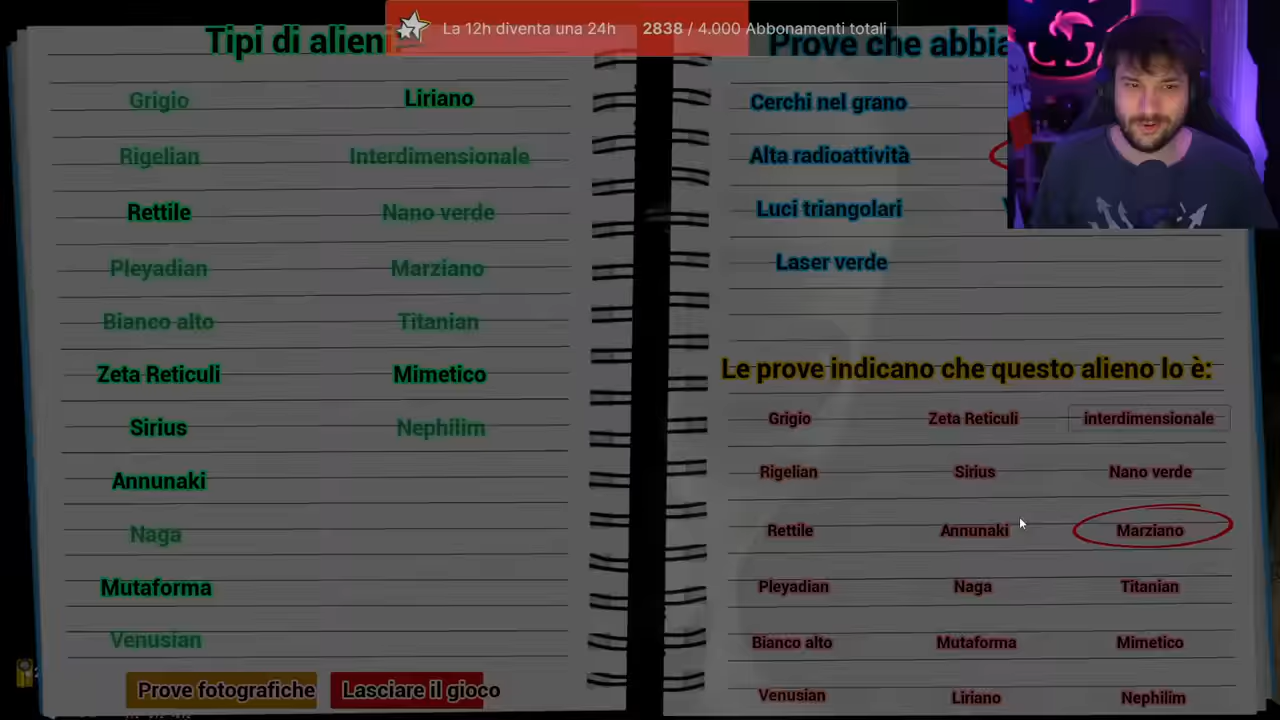 La 12h diventa una 24h 2838 / 4.000 Abbonamenti totali
Tipi di alieni
Grigio Liriano
Rigelian Interdimensionale
Rettile Nano verde
Pleyadian Marziano
Bianco alto Titanian
Zeta Reticuli Mimetico
Sirius Nephilim
Annunaki
Naga
Mutaforma
Venusian
Prove fotografiche Lasciare il gioco
Prove che abbia
Cerchi nel grano
Alta radioattività
Luci triangolari
Laser verde
Le prove indicano che questo alieno lo è:
Grigio Zeta Reticuli interdimensionale
Rigelian Sirius Nano verde
Rettile Annunaki Marziano
Pleyadian Naga Titanian
Bianco alto Mutaforma Mimetico
Venusian Liriano Nephilim